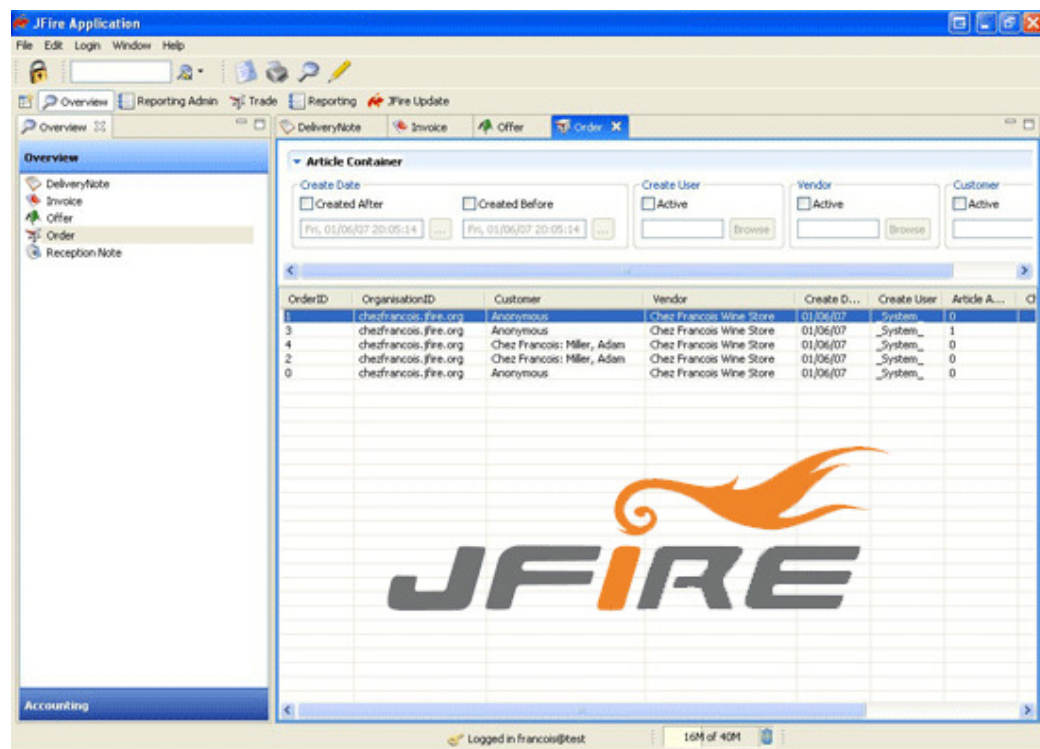 JFire Application
File Edit Login Window Help
Overview Reporting Admin Trade Reporting JFire Update
Overview DeliveryNote Invoice Offer Order
Overview
DeliveryNote
Invoice
Offer
Order
Reception Note
Article Container
Create Date Create User Vendor Customer
Created After Created Before Active Active Active
Fri, 01/06/07 20:05:14 ... Fri, 01/06/07 20:05:14 ... Browse Browse
OrderID OrganisationID Customer Vendor Create D... Create User Article A...
1 chezfrancois.jfire.org Anonymous Chez Francois Wine Store 01/06/07 _System_ 0
3 chezfrancois.jfire.org Anonymous Chez Francois Wine Store 01/06/07 _System_ 1
4 chezfrancois.jfire.org Chez Francois: Miller, Adam Chez Francois Wine Store 01/06/07 _System_ 0
2 chezfrancois.jfire.org Chez Francois: Miller, Adam Chez Francois Wine Store 01/06/07 _System_ 0
0 chezfrancois.jfire.org Anonymous Chez Francois Wine Store 01/06/07 _System_ 0
JFiRE
Accounting
Logged in francois@test 16M of 40M